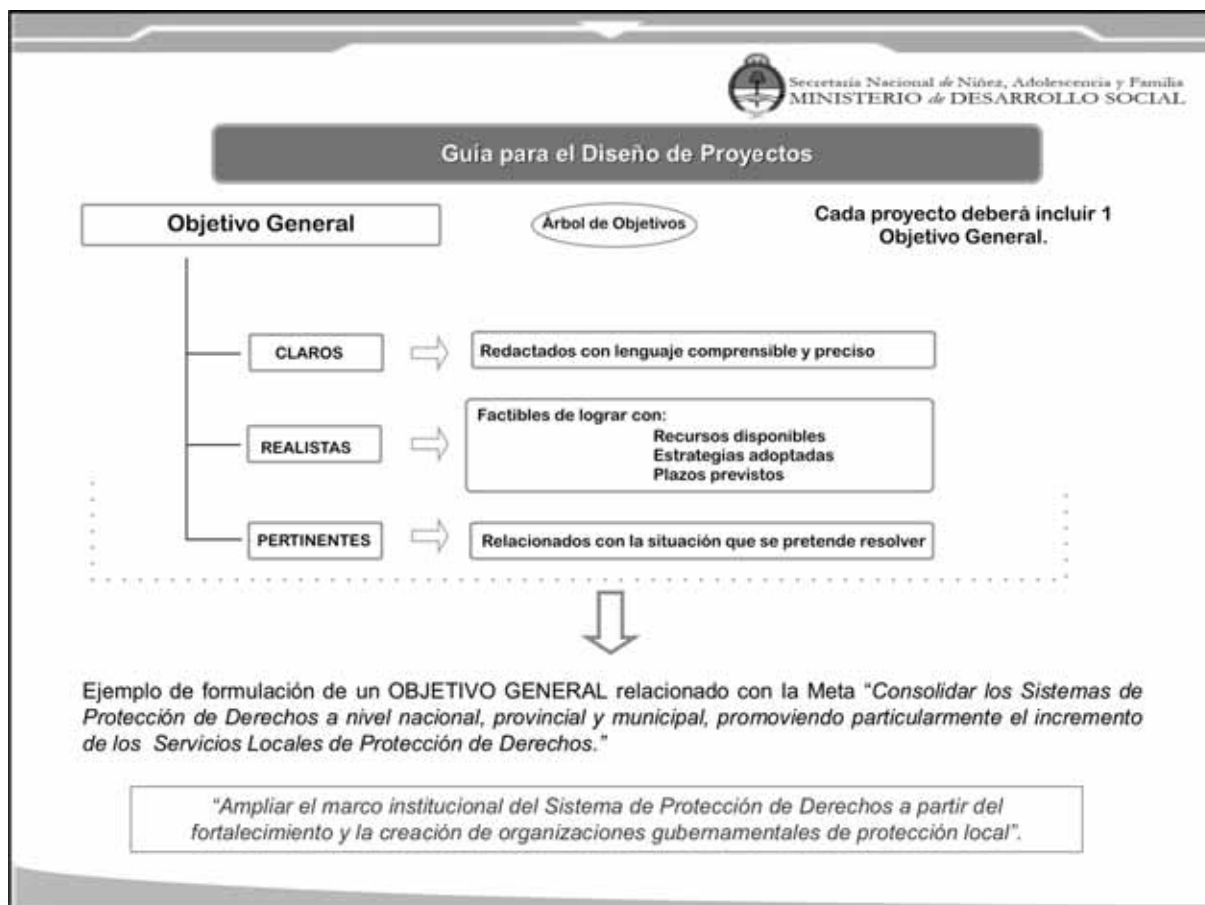 Secretaría Nacional de Niñez, Adolescencia y Familia
MINISTERIO de DESARROLLO SOCIAL
Guía para el Diseño de Proyectos
Objetivo General
Árbol de Objetivos
Cada proyecto deberá incluir 1
Objetivo General.
CLAROS
Redactados con lenguaje comprensible y preciso
REALISTAS
Factibles de lograr con:
Recursos disponibles
Estrategias adoptadas
Plazos previstos
PERTINENTES
Relacionados con la situación que se pretende resolver
Ejemplo de formulación de un OBJETIVO GENERAL relacionado con la Meta “Consolidar los Sistemas de
Protección de Derechos a nivel nacional, provincial y municipal, promoviendo particularmente el incremento
de los Servicios Locales de Protección de Derechos.”
“Ampliar el marco institucional del Sistema de Protección de Derechos a partir del
fortalecimiento y la creación de organizaciones gubernamentales de protección local”.